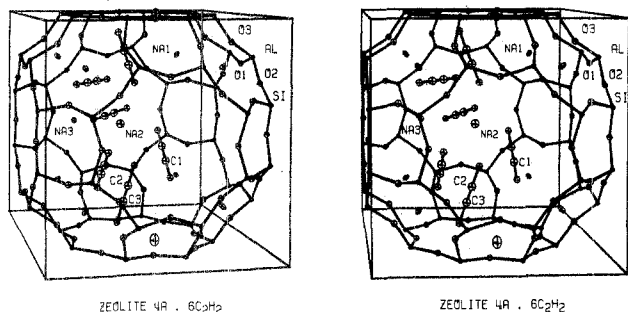 O3
NA1
AL
O1 O2
SI
NA3
NA2
C1
C2
C3
ZEOLITE 4A . 6C2H2
O3
NA1
AL
O1 O2
SI
NA3
NA2
C1
C2
C3
ZEOLITE 4A . 6C2H2